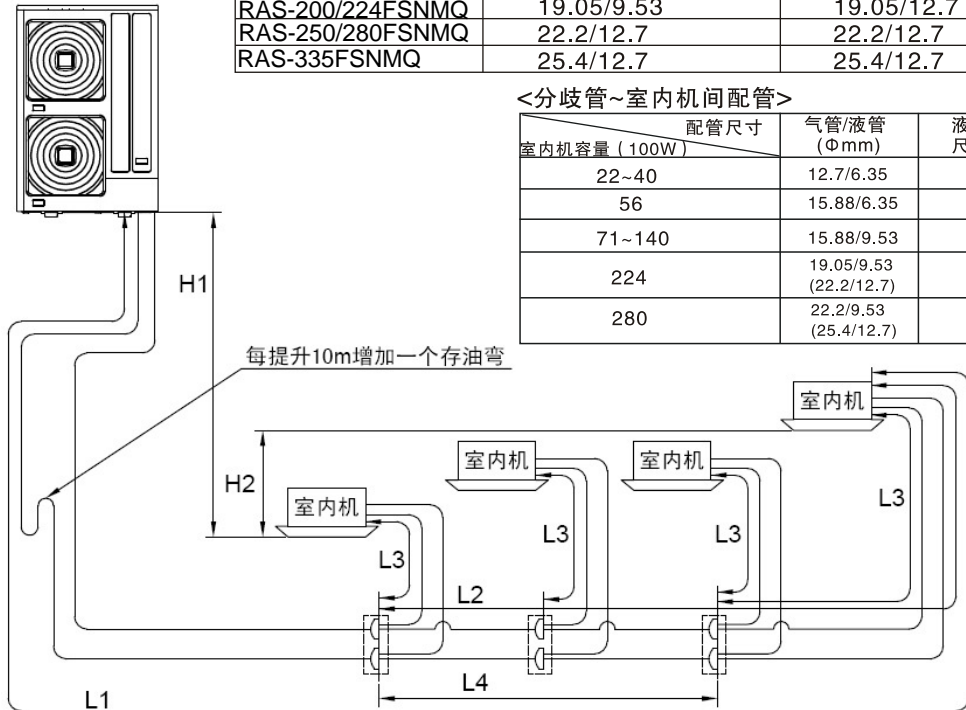 RAS-200/224FSNMQ 19.05/9.53 19.05/12.7
RAS-250/280FSNMQ 22.2/12.7 22.2/12.7
RAS-335FSNMQ 25.4/12.7 25.4/12.7
<分歧管~室内机间配管>
配管尺寸 气管/液管 液
室内机容量（100W） (Φmm) 尺
22~40 12.7/6.35
56 15.88/6.35
71~140 15.88/9.53
224 19.05/9.53
(22.2/12.7)
280 22.2/9.53
(25.4/12.7)
H1
每提升10m增加一个存油弯
室内机
室内机
室内机
H2
室内机
L3
L3
L3
L3
L2
L4
L1